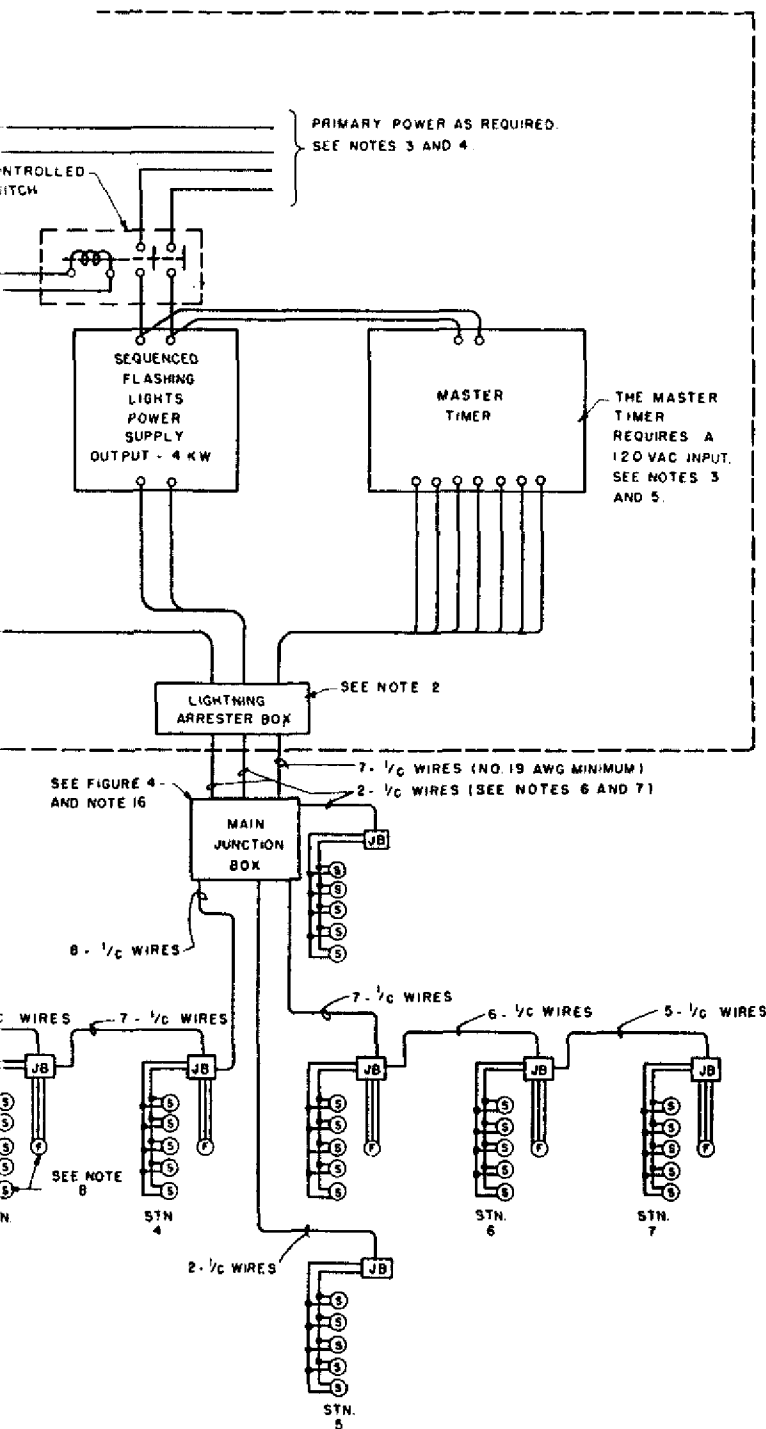 PRIMARY POWER AS REQUIRED.
SEE NOTES 3 AND 4.
NTROLLED
ITCH
SEQUENCED
FLASHING
LIGHTS
POWER
SUPPLY
OUTPUT - 4 KW
MASTER
TIMER
THE MASTER
TIMER
REQUIRES A
120 VAC INPUT.
SEE NOTES 3
AND 5.
SEE NOTE 2
LIGHTNING
ARRESTER BOX
7 - 1/C WIRES (NO. 19 AWG MINIMUM)
2 - 1/C WIRES (SEE NOTES 6 AND 7)
SEE FIGURE 4
AND NOTE 16
MAIN
JUNCTION
BOX
JB
S
S
S
S
S
8 - 1/C WIRES
C WIRES
7 - 1/C WIRES
7 - 1/C WIRES
6 - 1/C WIRES
5 - 1/C WIRES
JB
JB
JB
JB
JB
S S S S S
S S S S S
S S S S S
S S S S S
S S S S S
F F F F F
SEE NOTE
8
N.
STN
4
STN.
6
STN.
7
2 - 1/C WIRES
JB
S
S
S
S
S
STN.
5